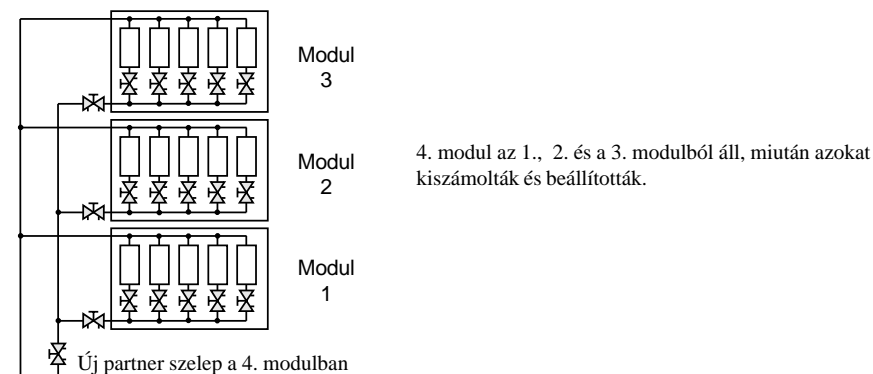 Modul
3
Modul
2
4. modul az 1., 2. és a 3. modulból áll, miután azokat
kiszámolták és beállították.
Modul
1
Új partner szelep a 4. modulban